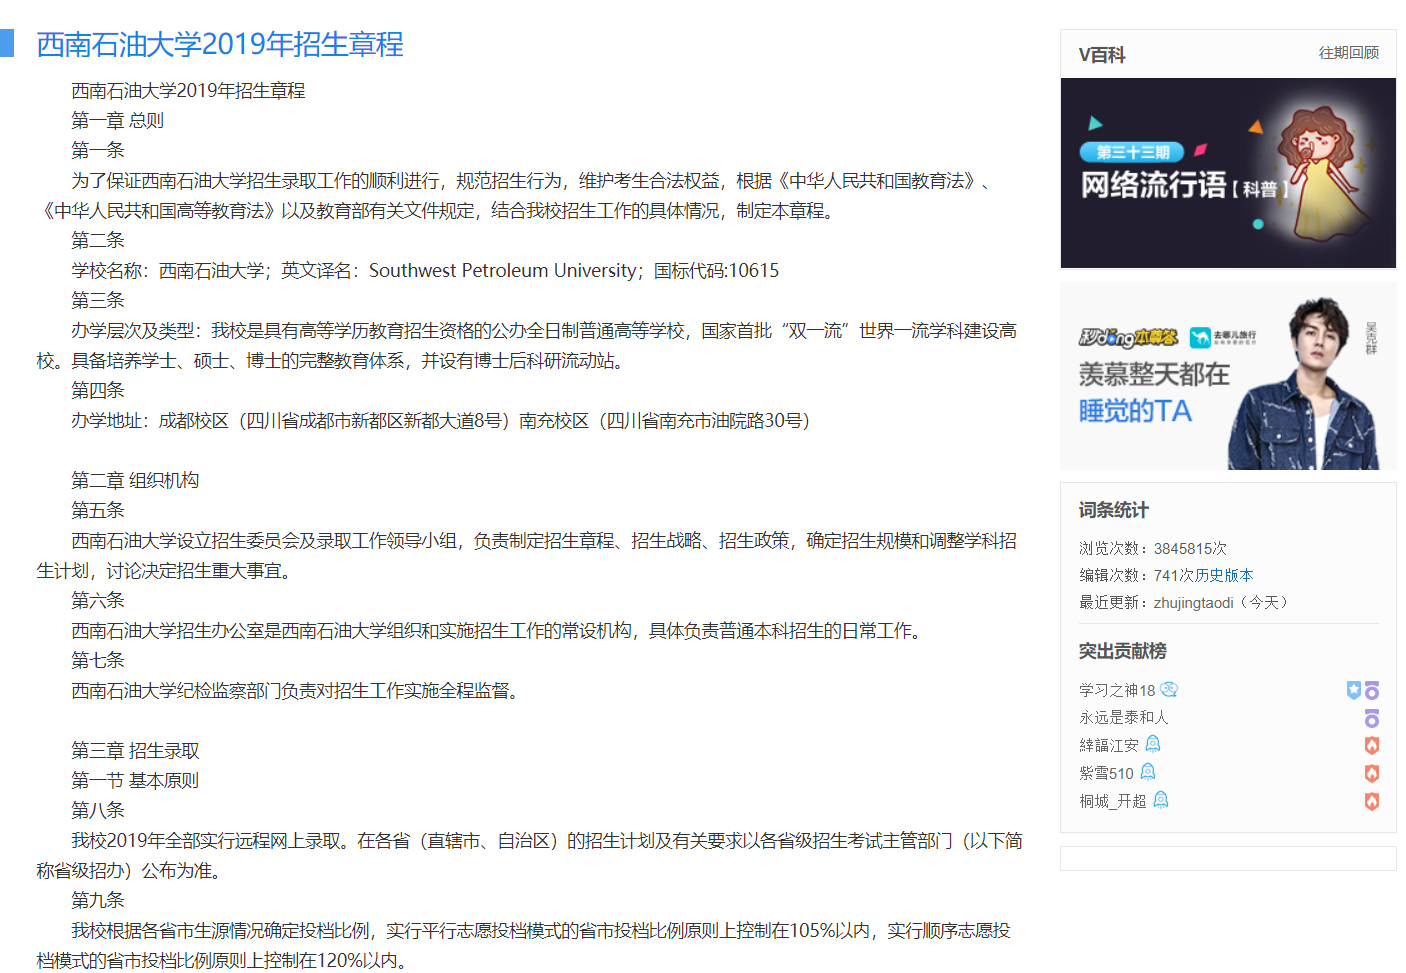 西南石油大学2019年招生章程
西南石油大学2019年招生章程
第一章 总则
第一条
为了保证西南石油大学招生录取工作的顺利进行，规范招生行为，维护考生合法权益，根据《中华人民共和国教育法》、
《中华人民共和国高等教育法》以及教育部有关文件规定，结合我校招生工作的具体情况，制定本章程。
第二条
学校名称：西南石油大学；英文译名：Southwest Petroleum University；国标代码:10615
第三条
办学层次及类型：我校是具有高等学历教育招生资格的公办全日制普通高等学校，国家首批“双一流”世界一流学科建设高
校。具备培养学士、硕士、博士的完整教育体系，并设有博士后科研流动站。
第四条
办学地址：成都校区（四川省成都市新都区新都大道8号）南充校区（四川省南充市油院路30号）
第二章 组织机构
第五条
西南石油大学设立招生委员会及录取工作领导小组，负责制定招生章程、招生战略、招生政策，确定招生规模和调整学科招
生计划，讨论决定招生重大事宜。
第六条
西南石油大学招生办公室是西南石油大学组织和实施招生工作的常设机构，具体负责普通本科招生的日常工作。
第七条
西南石油大学纪检监察部门负责对招生工作实施全程监督。
第三章 招生录取
第一节 基本原则
第八条
我校2019年全部实行远程网上录取。在各省（直辖市、自治区）的招生计划及有关要求以各省级招生考试主管部门（以下简
称省级招办）公布为准。
第九条
我校根据各省市生源情况确定投档比例，实行平行志愿投档模式的省市投档比例原则上控制在105%以内，实行顺序志愿投
档模式的省市投档比例原则上控制在120%以内。
V百科 往期回顾
第三十三期
网络流行语【科普】
秒dong本尊答 去哪儿旅行
吴克群
羡慕整天都在
睡觉的TA
词条统计
浏览次数：3845815次
编辑次数：741次历史版本
最近更新：zhujingtaodi（今天）
突出贡献榜
学习之神18
永远是泰和人
江安
紫雪510
桐城_开超